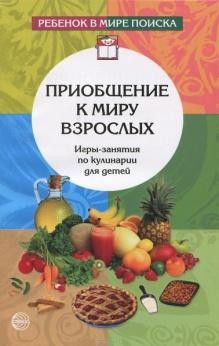 РЕБЕНОК В МИРЕ ПОИСКА
ПРИОБЩЕНИЕ
К МИРУ
ВЗРОСЛЫХ
Игры-занятия
по кулинарии
для детей